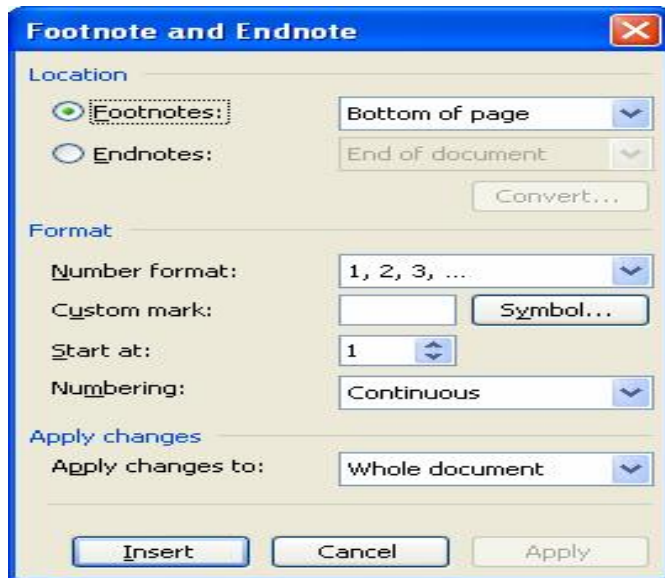 Footnote and Endnote
Location
Footnotes: Bottom of page
Endnotes: End of document
Convert...
Format
Number format: 1, 2, 3, ...
Custom mark: Symbol...
Start at: 1
Numbering: Continuous
Apply changes
Apply changes to: Whole document
Insert Cancel Apply